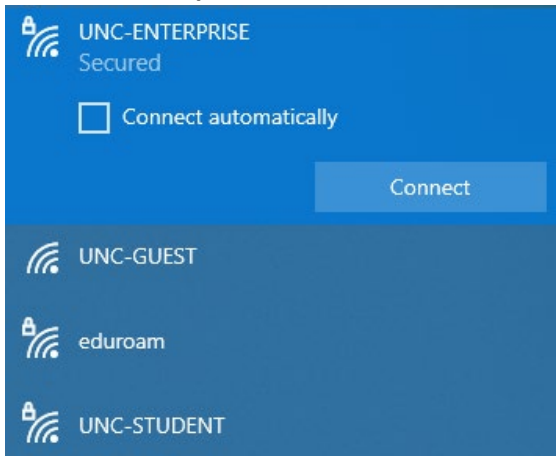 UNC-ENTERPRISE
Secured
Connect automatically
Connect
UNC-GUEST
eduroam
UNC-STUDENT